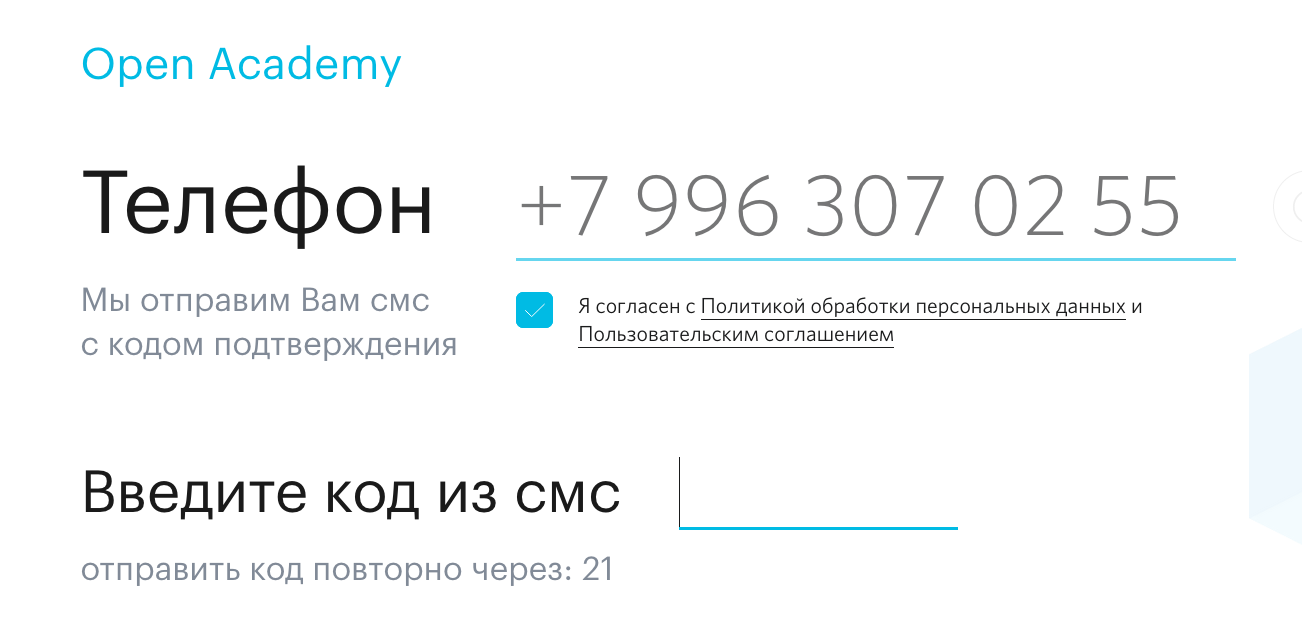 Open Academy
Телефон
+7 996 307 02 55
Мы отправим Вам смс
с кодом подтверждения
Я согласен с Политикой обработки персональных данных и
Пользовательским соглашением
Введите код из смс
отправить код повторно через: 21